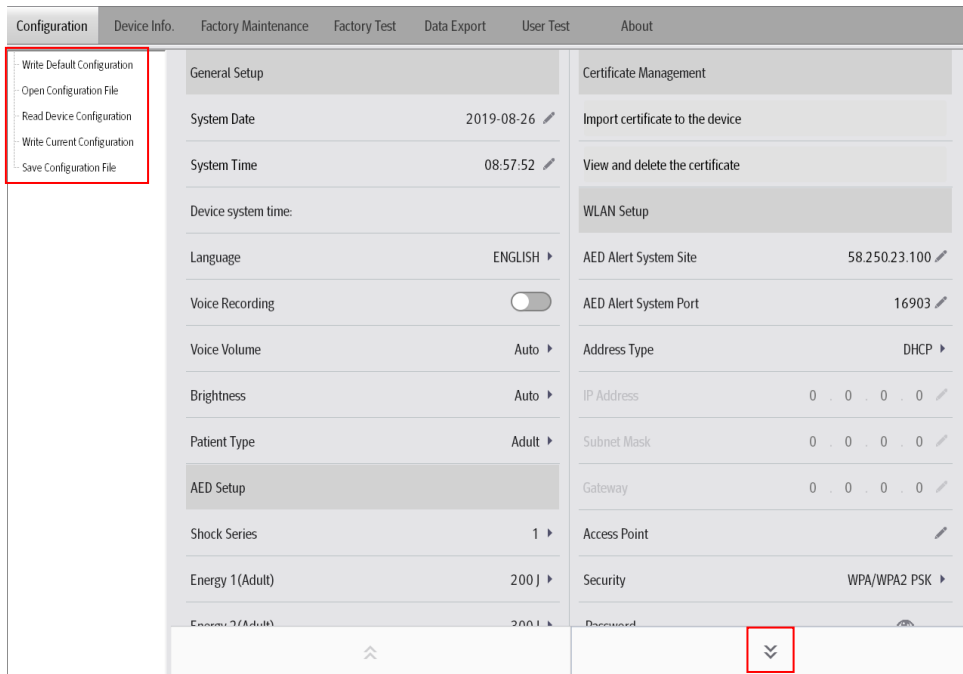 Configuration Device Info. Factory Maintenance Factory Test Data Export User Test About
Write Default Configuration
Open Configuration File
Read Device Configuration
Write Current Configuration
Save Configuration File
General Setup
System Date 2019-08-26
System Time 08:57:52
Device system time:
Language ENGLISH
Voice Recording
Voice Volume Auto
Brightness Auto
Patient Type Adult
AED Setup
Shock Series 1
Energy 1(Adult) 200 J
Energy 2(Adult) 300 J
Certificate Management
Import certificate to the device
View and delete the certificate
WLAN Setup
AED Alert System Site 58.250.23.100
AED Alert System Port 16903
Address Type DHCP
IP Address 0 . 0 . 0 . 0
Subnet Mask 0 . 0 . 0 . 0
Gateway 0 . 0 . 0 . 0
Access Point
Security WPA/WPA2 PSK
Password